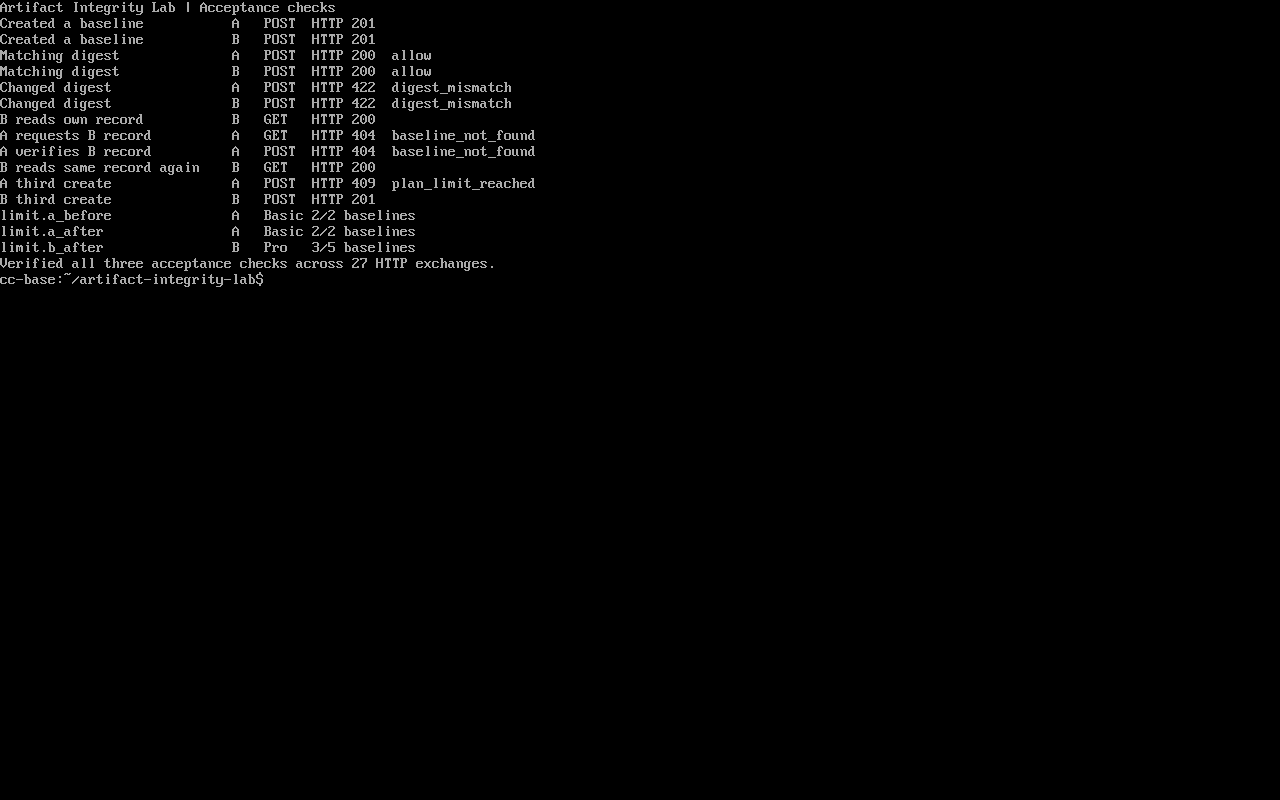 Artifact Integrity Lab | Acceptance checks
Created a baseline           A   POST  HTTP 201
Created a baseline           B   POST  HTTP 201
Matching digest              A   POST  HTTP 200  allow
Matching digest              B   POST  HTTP 200  allow
Changed digest               A   POST  HTTP 422  digest_mismatch
Changed digest               B   POST  HTTP 422  digest_mismatch
B reads own record           B   GET   HTTP 200
A requests B record          A   GET   HTTP 404  baseline_not_found
A verifies B record          A   POST  HTTP 404  baseline_not_found
B reads same record again    B   GET   HTTP 200
A third create               A   POST  HTTP 409  plan_limit_reached
B third create               B   POST  HTTP 201
limit.a_before               A   Basic 2/2 baselines
limit.a_after                A   Basic 2/2 baselines
limit.b_after                B   Pro   3/5 baselines
Verified all three acceptance checks across 27 HTTP exchanges.
cc-base:~/artifact-integrity-lab$